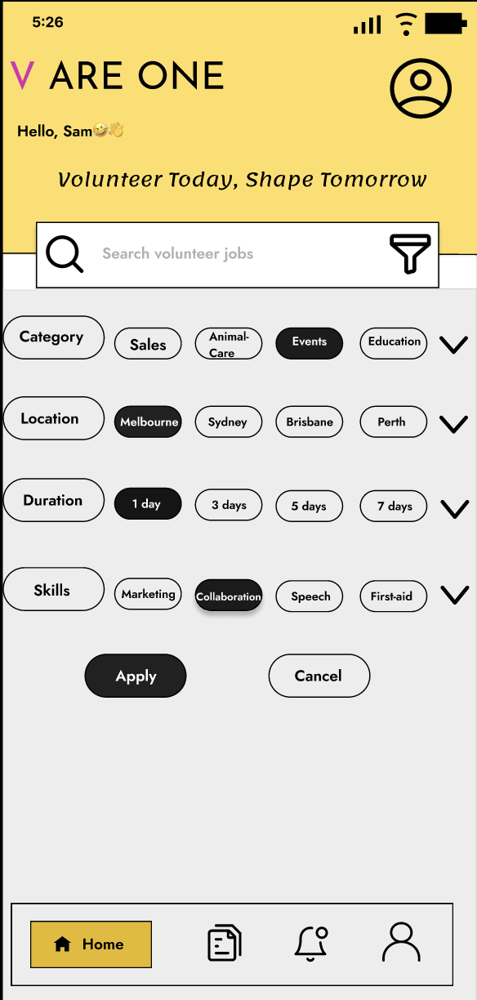 5:26
V ARE ONE
Hello, Sam🤣👋
Volunteer Today, Shape Tomorrow
Search volunteer jobs
Category
Sales
Animal-
Care
Events
Education
Location
Melbourne
Sydney
Brisbane
Perth
Duration
1 day
3 days
5 days
7 days
Skills
Marketing
Collaboration
Speech
First-aid
Apply
Cancel
Home